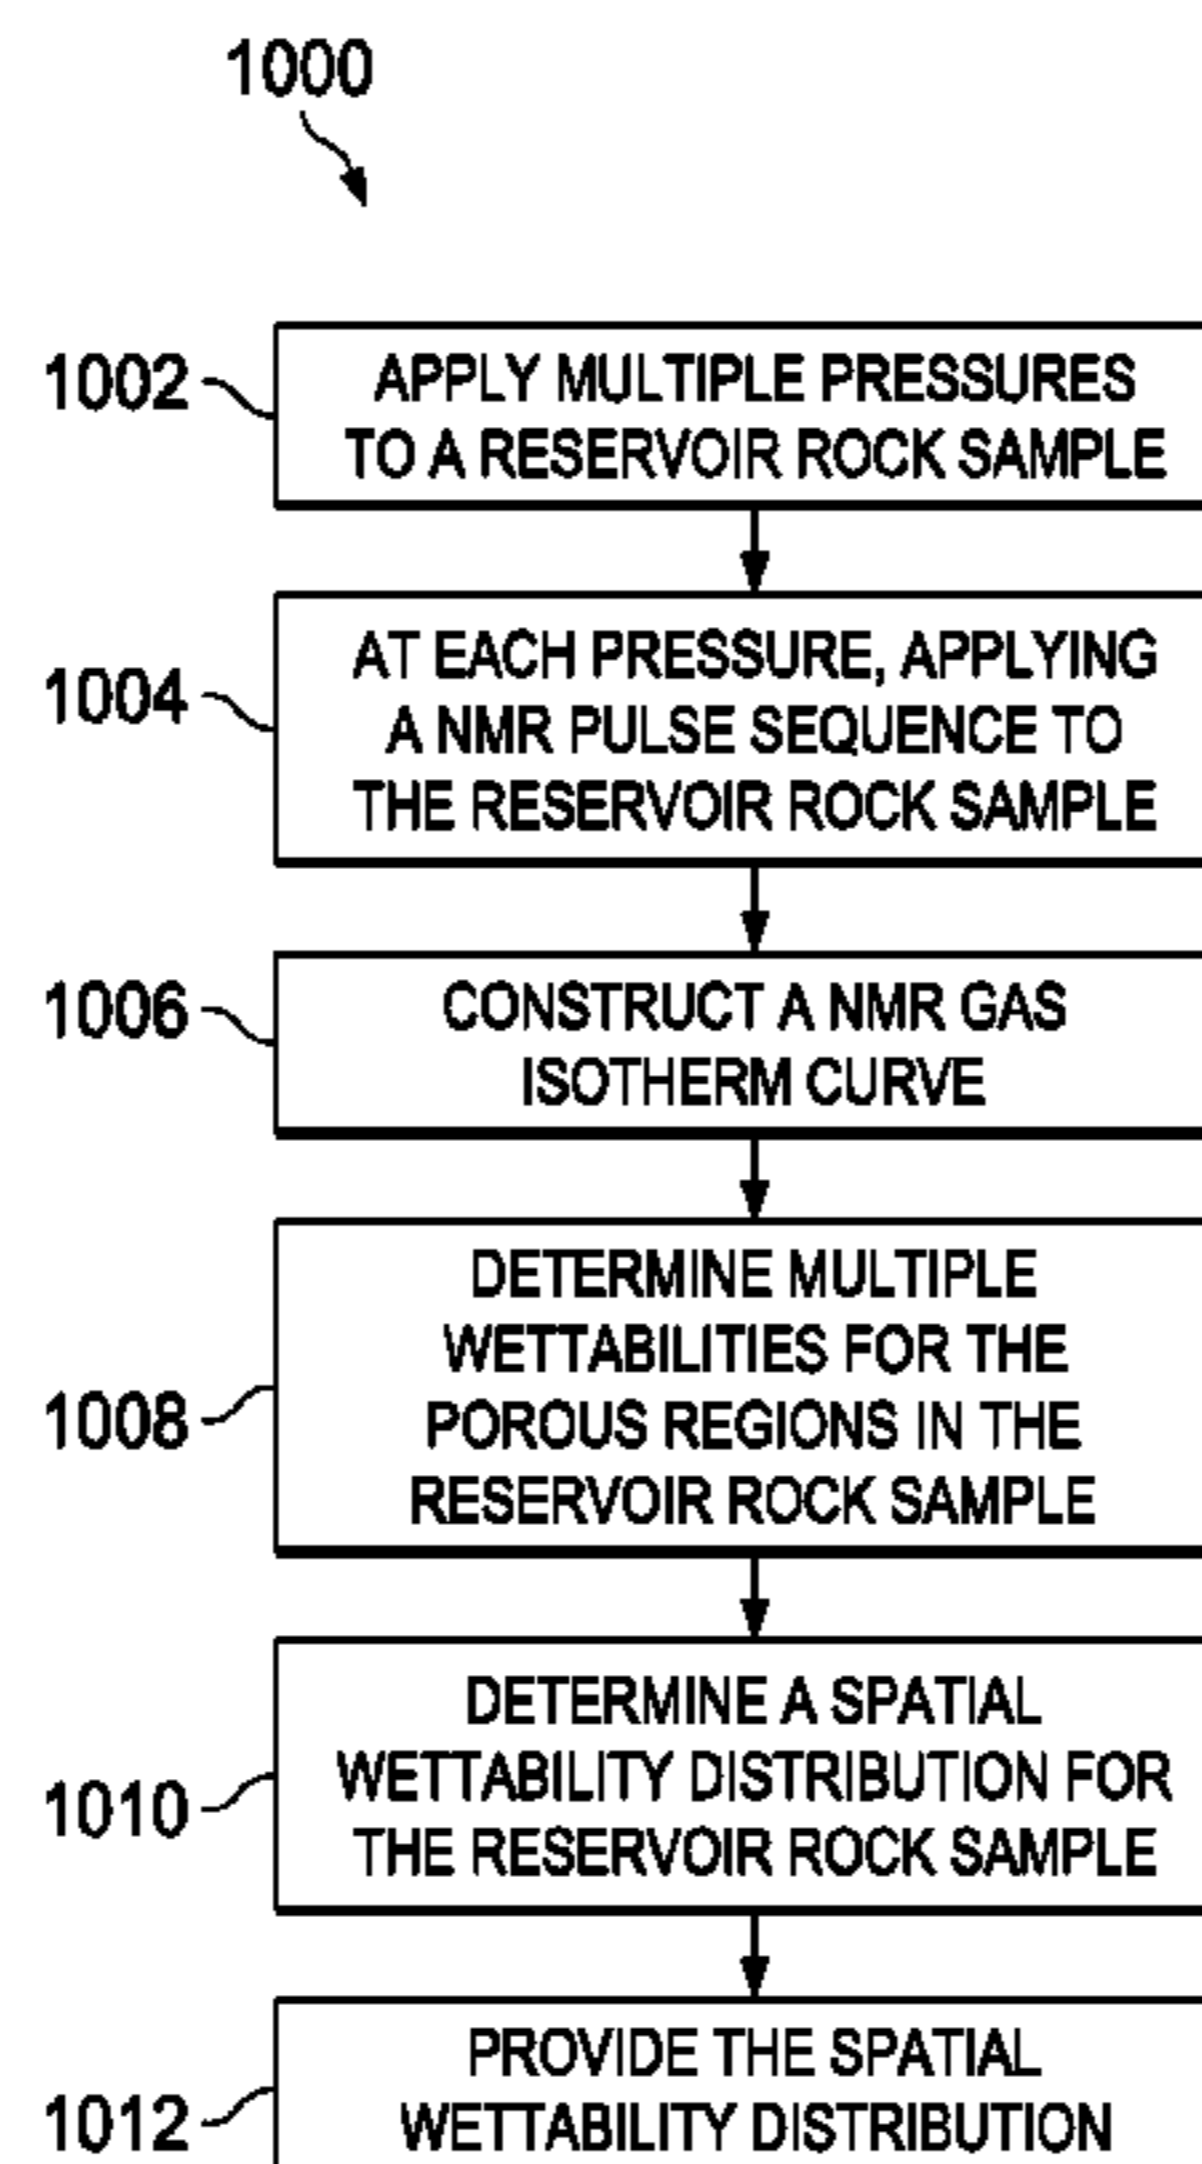 1000
1002
APPLY MULTIPLE PRESSURES
TO A RESERVOIR ROCK SAMPLE
1004
AT EACH PRESSURE, APPLYING
A NMR PULSE SEQUENCE TO
THE RESERVOIR ROCK SAMPLE
1006
CONSTRUCT A NMR GAS
ISOTHERM CURVE
1008
DETERMINE MULTIPLE
WETTABILITIES FOR THE
POROUS REGIONS IN THE
RESERVOIR ROCK SAMPLE
1010
DETERMINE A SPATIAL
WETTABILITY DISTRIBUTION FOR
THE RESERVOIR ROCK SAMPLE
1012
PROVIDE THE SPATIAL
WETTABILITY DISTRIBUTION